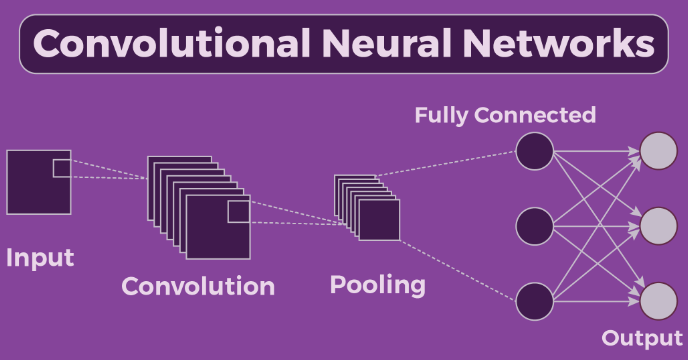 Convolutional Neural Networks
Fully Connected
Input
Convolution
Pooling
Output